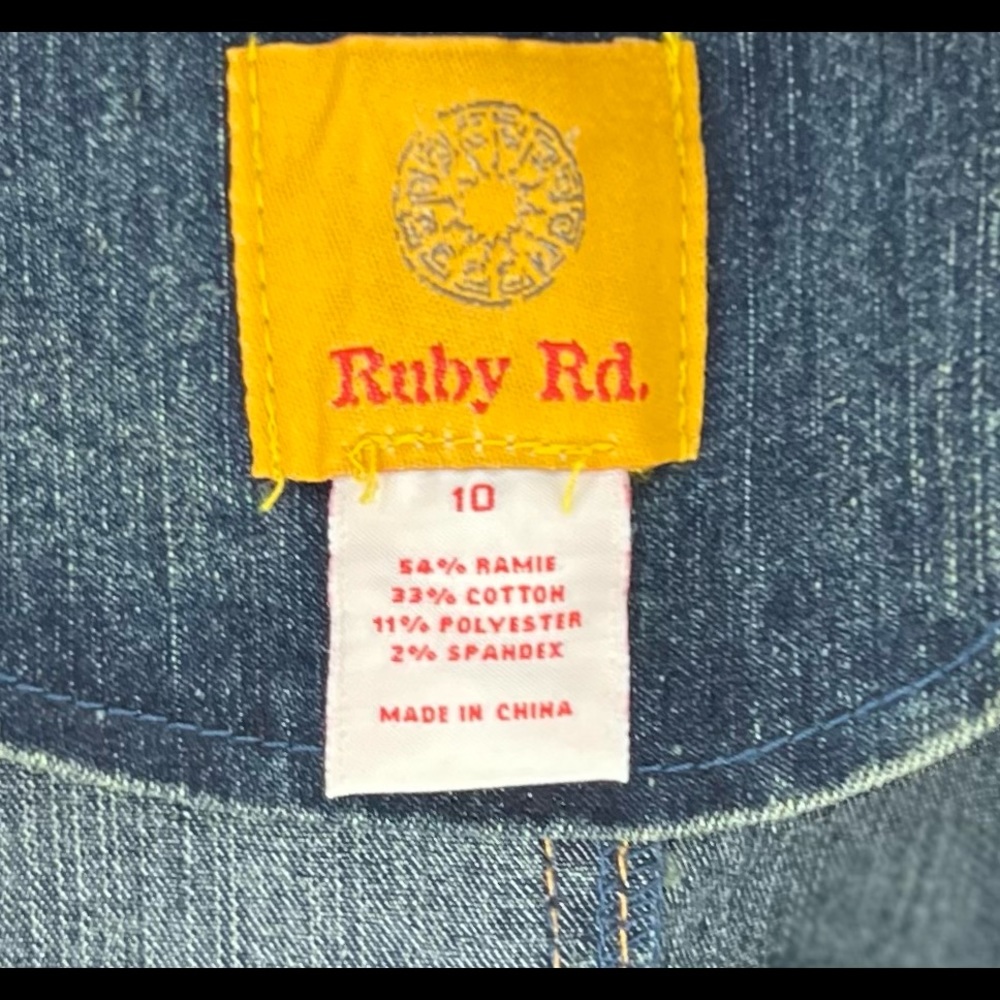 Ruby Rd.
10
54% RAMIE
33% COTTON
11% POLYESTER
2% SPANDEX
MADE IN CHINA